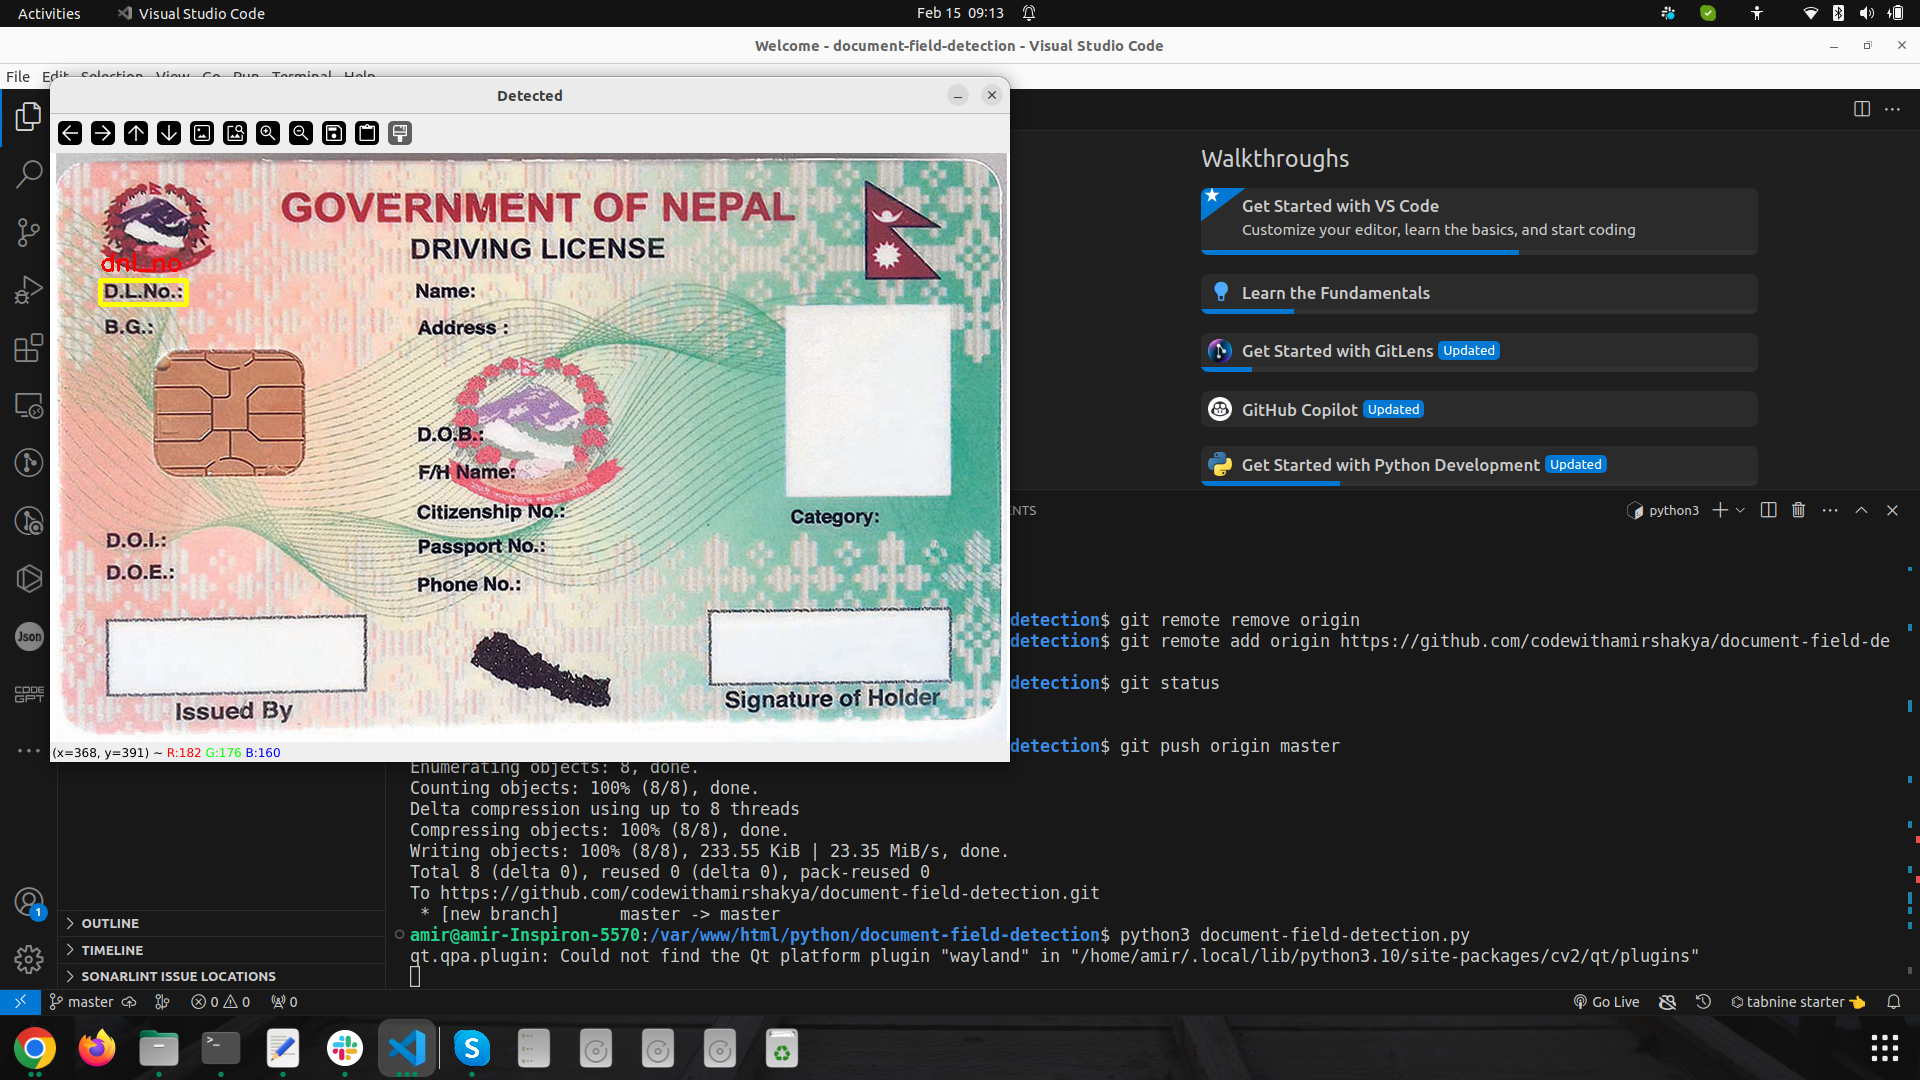 Activities
Visual Studio Code
Feb 15 09:13
Welcome - document-field-detection - Visual Studio Code
File Edit Selection View Go Run Terminal Help
Detected
GOVERNMENT OF NEPAL
DRIVING LICENSE
dnl_no
D.L.No.:
Name:
B.G.:
Address :
D.O.B.:
F/H Name:
Citizenship No.:
Category:
D.O.I.:
Passport No.:
D.O.E.:
Phone No.:
Issued By
Signature of Holder
(x=368, y=391) ~ R:182 G:176 B:160
Walkthroughs
Get Started with VS Code
Customize your editor, learn the basics, and start coding
Learn the Fundamentals
Get Started with GitLens Updated
GitHub Copilot Updated
Get Started with Python Development Updated
NTS
python3
detection$ git remote remove origin
detection$ git remote add origin https://github.com/codewithamirshakya/document-field-de
detection$ git status
detection$ git push origin master
Enumerating objects: 8, done.
Counting objects: 100% (8/8), done.
Delta compression using up to 8 threads
Compressing objects: 100% (8/8), done.
Writing objects: 100% (8/8), 233.55 KiB | 23.35 MiB/s, done.
Total 8 (delta 0), reused 0 (delta 0), pack-reused 0
To https://github.com/codewithamirshakya/document-field-detection.git
* [new branch] master -> master
amir@amir-Inspiron-5570:/var/www/html/python/document-field-detection$ python3 document-field-detection.py
qt.qpa.plugin: Could not find the Qt platform plugin "wayland" in "/home/amir/.local/lib/python3.10/site-packages/cv2/qt/plugins"
Json
CODE
GPT
1
OUTLINE
TIMELINE
SONARLINT ISSUE LOCATIONS
master
0 0
0
Go Live
tabnine starter